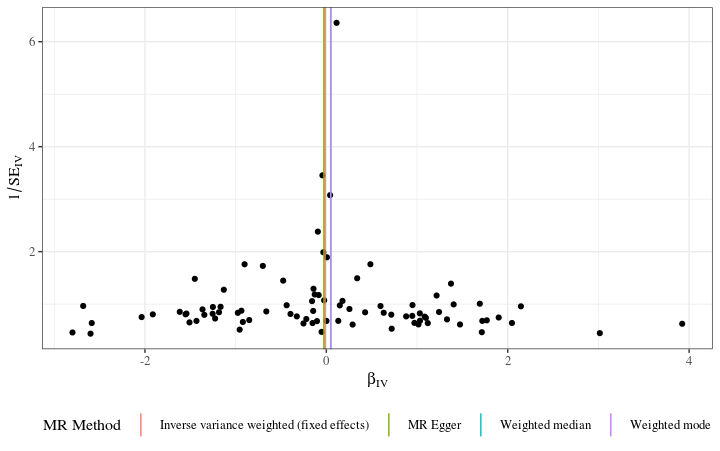 6
4
2
1/SE_IV
-2
0
2
4
β_IV
MR Method
Inverse variance weighted (fixed effects)
MR Egger
Weighted median
Weighted mode